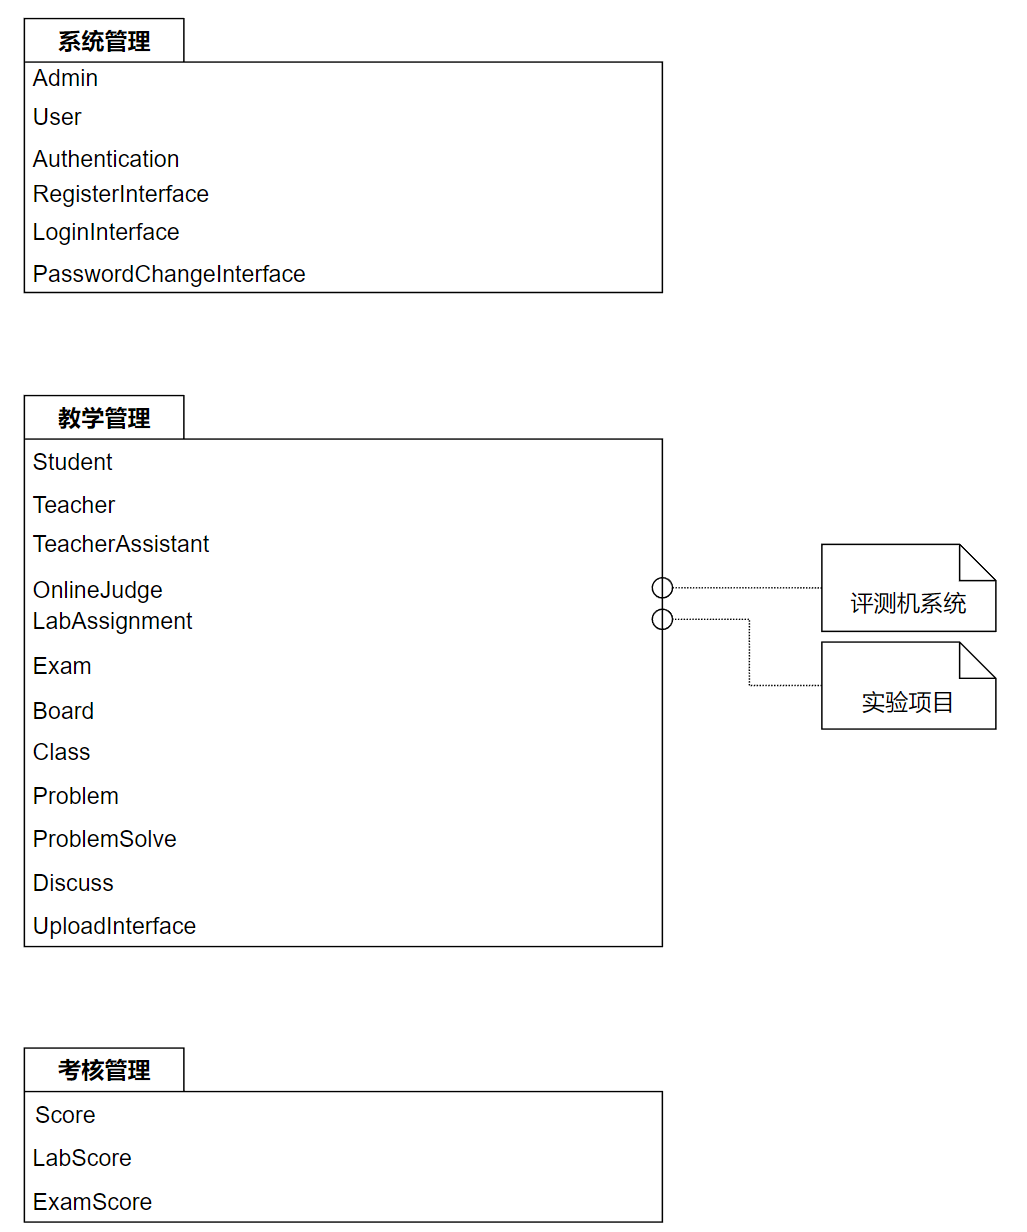 系统管理
Admin
User
Authentication
RegisterInterface
LoginInterface
PasswordChangeInterface
教学管理
Student
Teacher
TeacherAssistant
OnlineJudge
LabAssignment
Exam
Board
Class
Problem
ProblemSolve
Discuss
UploadInterface
评测机系统
实验项目
考核管理
Score
LabScore
ExamScore